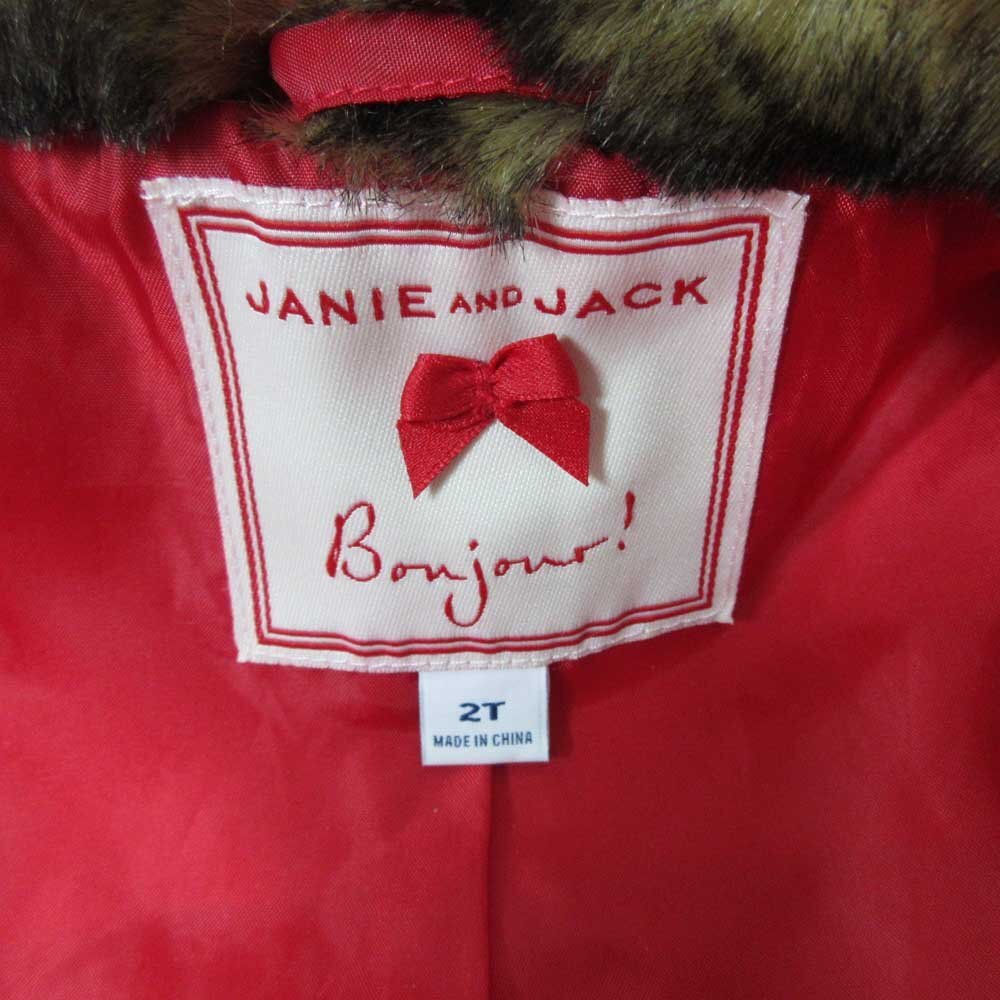 JANIE AND JACK
Bonjour!
2T
MADE IN CHINA